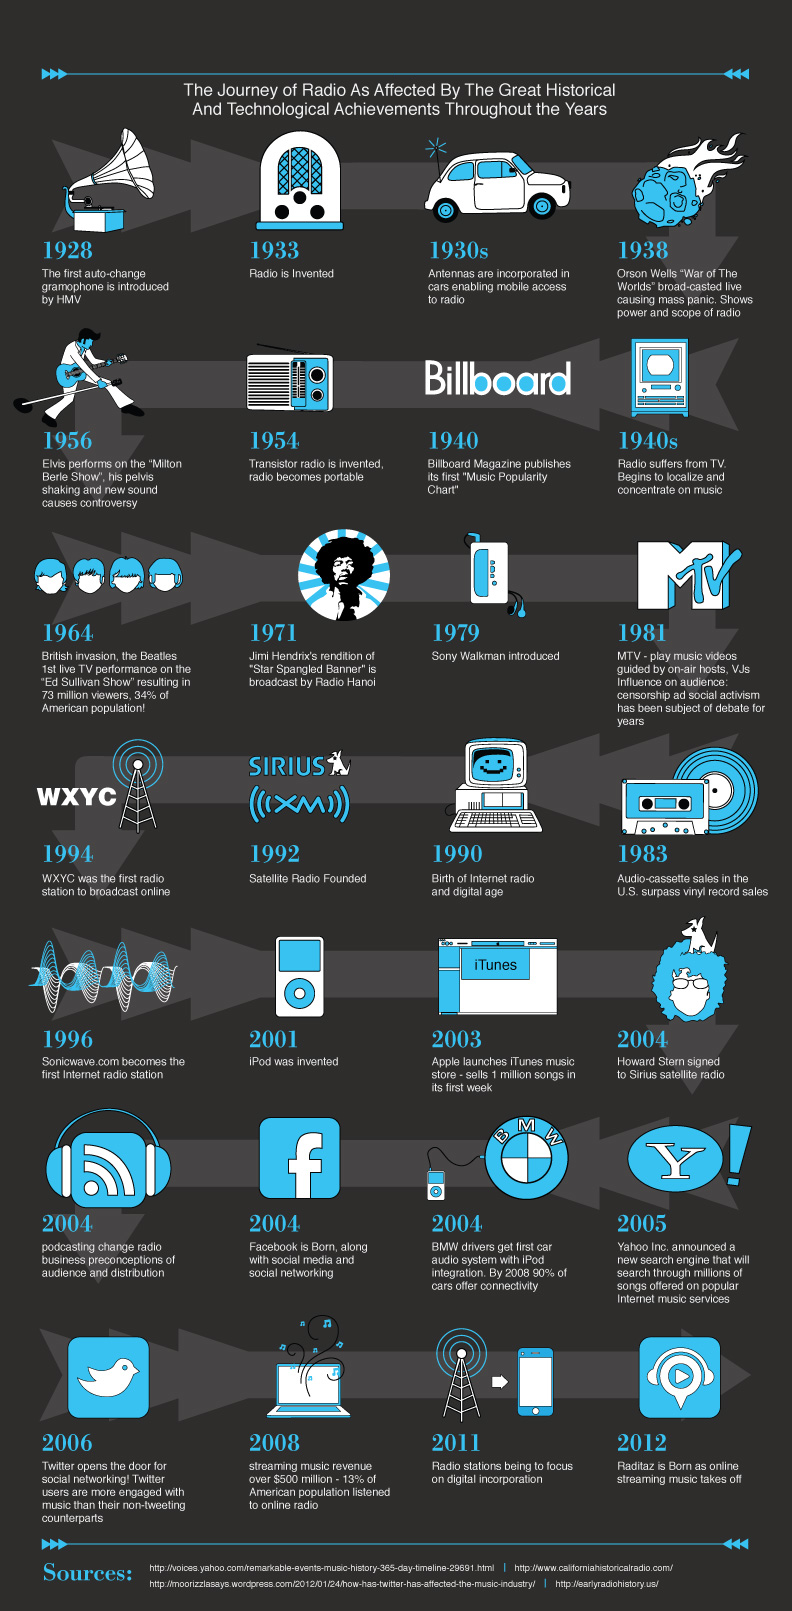 The Journey of Radio As Affected By The Great Historical
And Technological Achievements Throughout the Years
1928
The first auto-change
gramophone is introduced
by HMV
1933
Radio is Invented
1930s
Antennas are incorporated in
cars enabling mobile access
to radio
1938
Orson Wells “War of The
Worlds” broad-casted live
causing mass panic. Shows
power and scope of radio
1956
Elvis performs on the “Milton
Berle Show”, his pelvis
shaking and new sound
causes controversy
1954
Transistor radio is invented,
radio becomes portable
Billboard
1940
Billboard Magazine publishes
its first "Music Popularity
Chart"
1940s
Radio suffers from TV.
Begins to localize and
concentrate on music
1964
British invasion, the Beatles
1st live TV performance on the
“Ed Sullivan Show” resulting in
73 million viewers, 34% of
American population!
1971
Jimi Hendrix's rendition of
"Star Spangled Banner" is
broadcast by Radio Hanoi
1979
Sony Walkman introduced
MTV
1981
MTV - play music videos
guided by on-air hosts, VJs
Influence on audience:
censorship ad social activism
has been subject of debate for
years
WXYC
1994
WXYC was the first radio
station to broadcast online
SIRIUS
((XM))
1992
Satellite Radio Founded
1990
Birth of Internet radio
and digital age
1983
Audio-cassette sales in the
U.S. surpass vinyl record sales
1996
Sonicwave.com becomes the
first Internet radio station
2001
iPod was invented
iTunes
2003
Apple launches iTunes music
store - sells 1 million songs in
its first week
2004
Howard Stern signed
to Sirius satellite radio
2004
podcasting change radio
business preconceptions of
audience and distribution
f
2004
Facebook is Born, along
with social media and
social networking
BMW
2004
BMW drivers get first car
audio system with iPod
integration. By 2008 90% of
cars offer connectivity
Y!
2005
Yahoo Inc. announced a
new search engine that will
search through millions of
songs offered on popular
Internet music services
2006
Twitter opens the door for
social networking! Twitter
users are more engaged with
music than their non-tweeting
counterparts
2008
streaming music revenue
over $500 million - 13% of
American population listened
to online radio
2011
Radio stations being to focus
on digital incorporation
2012
Raditaz is Born as online
streaming music takes off
Sources:
http://voices.yahoo.com/remarkable-events-music-history-365-day-timeline-29691.html | http://www.californiahistoricalradio.com/
http://moorizzlasays.wordpress.com/2012/01/24/how-has-twitter-has-affected-the-music-industry/ | http://earlyradiohistory.us/